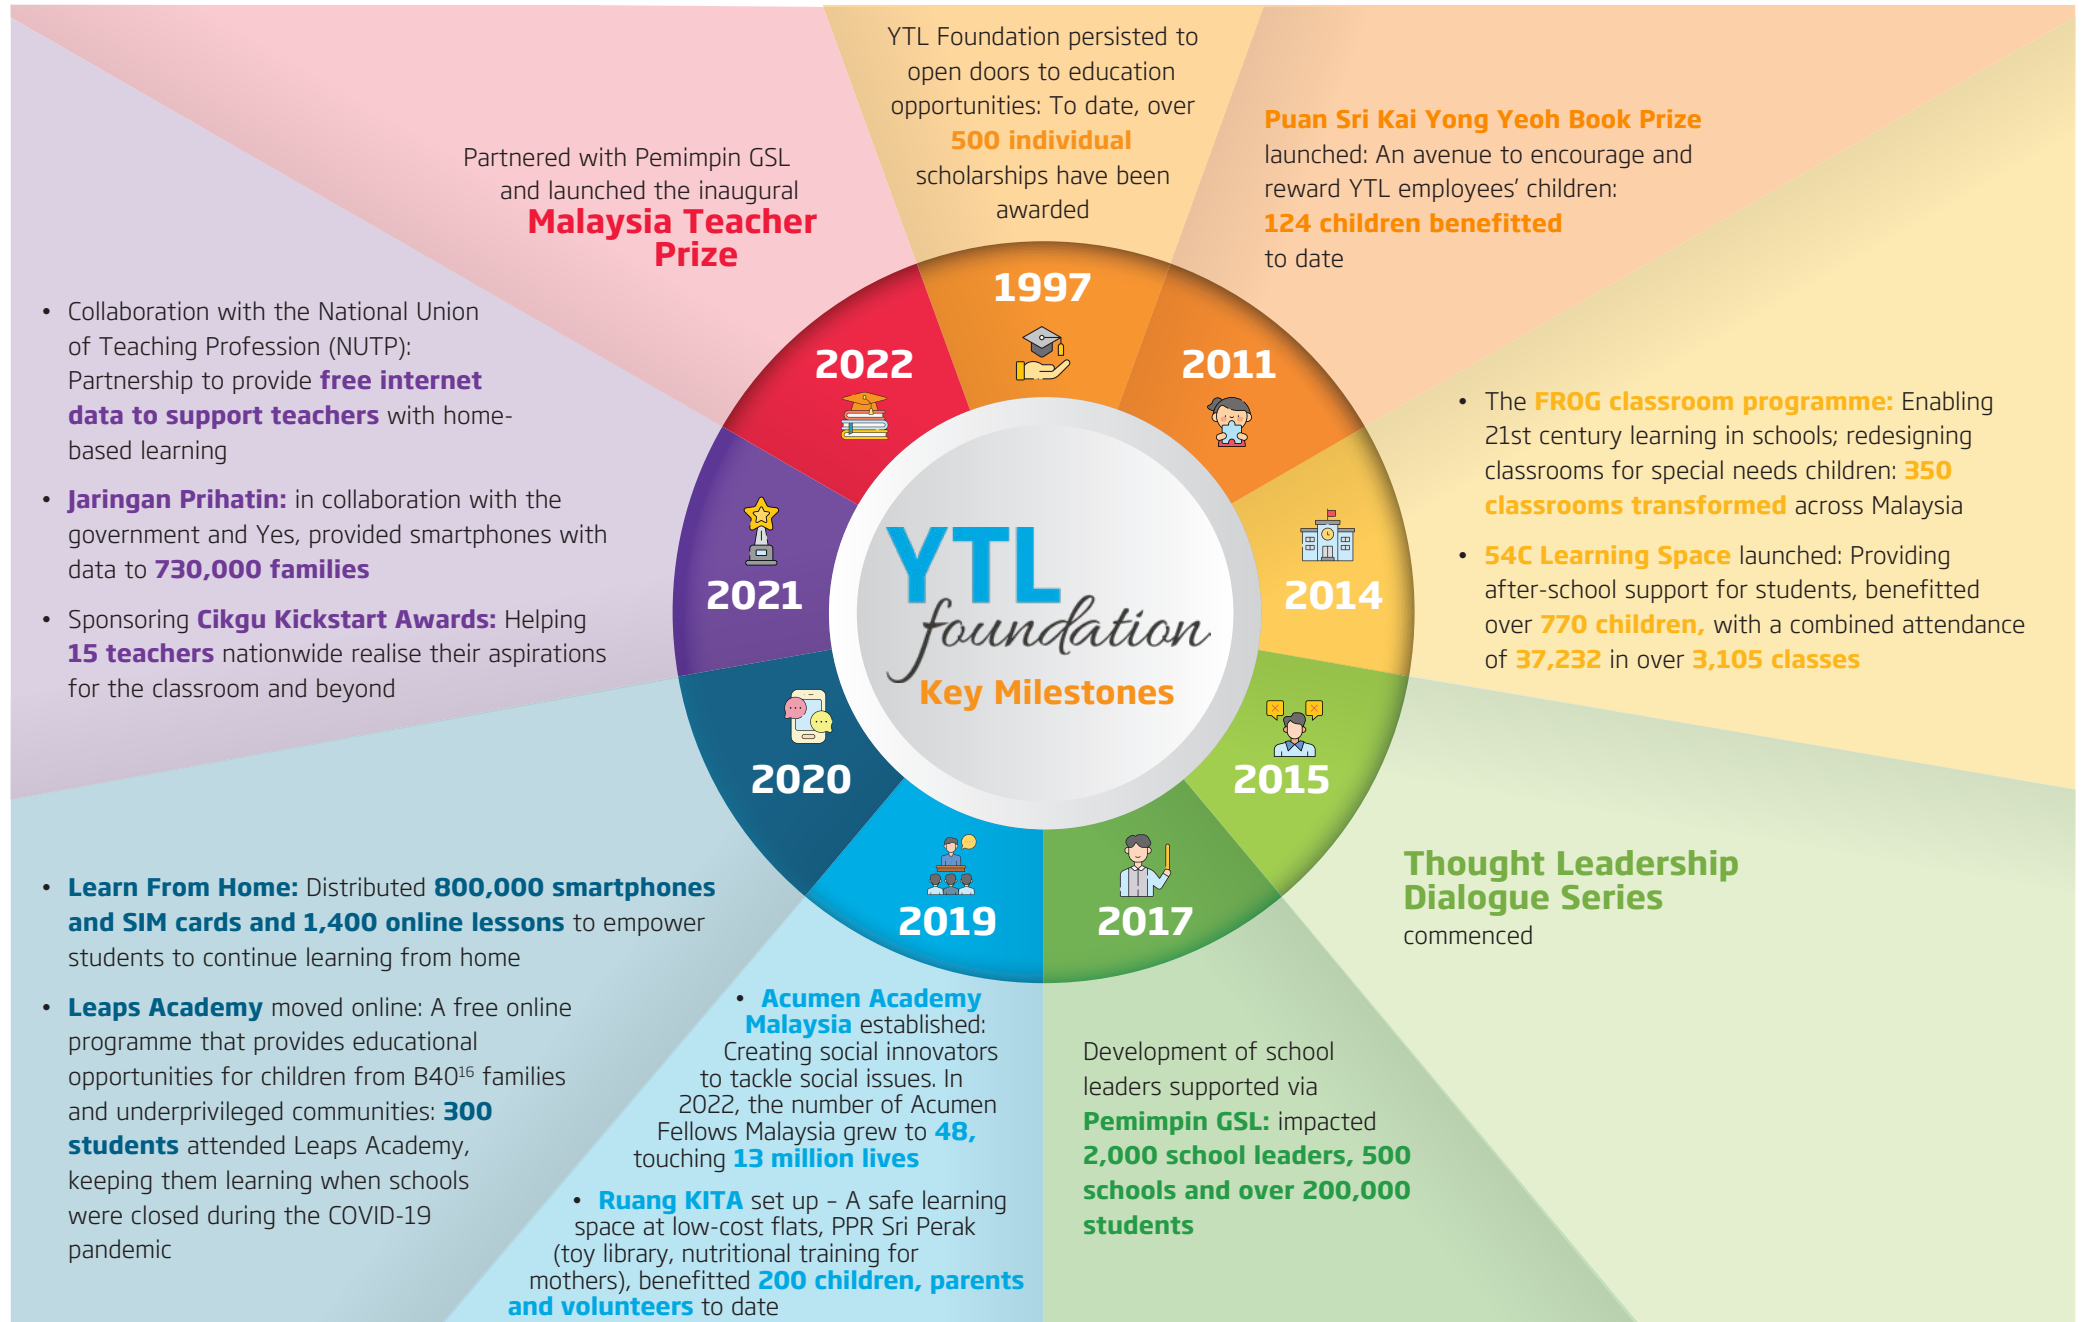 YTL Foundation persisted to
open doors to education
opportunities: To date, over
500 individual
scholarships have been
awarded
1997
Puan Sri Kai Yong Yeoh Book Prize
launched: An avenue to encourage and
reward YTL employees’ children:
124 children benefitted
to date
2011
• The FROG classroom programme: Enabling
21st century learning in schools; redesigning
classrooms for special needs children: 350
classrooms transformed across Malaysia
• 54C Learning Space launched: Providing
after-school support for students, benefitted
over 770 children, with a combined attendance
of 37,232 in over 3,105 classes
2014
Thought Leadership
Dialogue Series
commenced
2015
Development of school
leaders supported via
Pemimpin GSL: impacted
2,000 school leaders, 500
schools and over 200,000
students
2017
• Acumen Academy
Malaysia established:
Creating social innovators
to tackle social issues. In
2022, the number of Acumen
Fellows Malaysia grew to 48,
touching 13 million lives
• Ruang KITA set up – A safe learning
space at low-cost flats, PPR Sri Perak
(toy library, nutritional training for
mothers), benefitted 200 children, parents
and volunteers to date
2019
• Learn From Home: Distributed 800,000 smartphones
and SIM cards and 1,400 online lessons to empower
students to continue learning from home
• Leaps Academy moved online: A free online
programme that provides educational
opportunities for children from B40¹⁶ families
and underprivileged communities: 300
students attended Leaps Academy,
keeping them learning when schools
were closed during the COVID-19
pandemic
2020
• Collaboration with the National Union
of Teaching Profession (NUTP):
Partnership to provide free internet
data to support teachers with home-
based learning
• Jaringan Prihatin: in collaboration with the
government and Yes, provided smartphones with
data to 730,000 families
• Sponsoring Cikgu Kickstart Awards: Helping
15 teachers nationwide realise their aspirations
for the classroom and beyond
2021
Partnered with Pemimpin GSL
and launched the inaugural
Malaysia Teacher
Prize
2022
YTL
foundation
Key Milestones